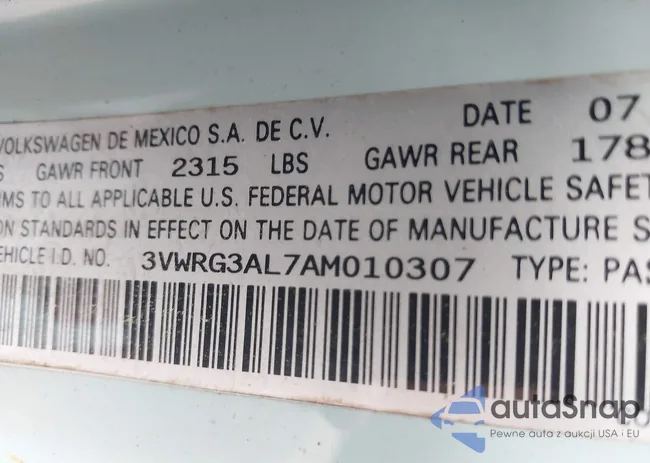 VOLKSWAGEN DE MEXICO S.A. DE C.V. DATE 07
S GAWR FRONT 2315 LBS GAWR REAR 178
RMS TO ALL APPLICABLE U.S. FEDERAL MOTOR VEHICLE SAFET
ON STANDARDS IN EFFECT ON THE DATE OF MANUFACTURE S
VEHICLE I D. NO. 3VWRG3AL7AM010307 TYPE: PAS
autaSnap
Pewne auta z aukcji USA i EU